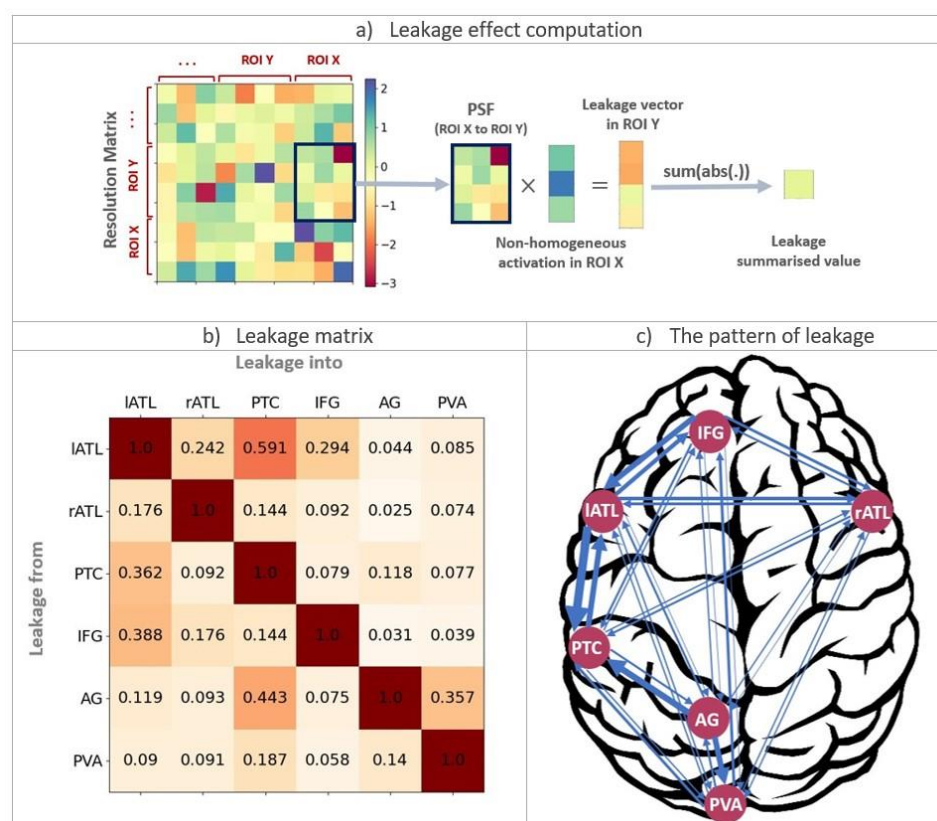 a) Leakage effect computation
... ROI Y ROI X
Resolution Matrix
...
ROI Y
ROI X
2
1
0
−1
−2
−3
PSF
(ROI X to ROI Y)
×
=
Leakage vector
in ROI Y
sum(abs(.))
Non-homogeneous
activation in ROI X
Leakage
summarised value
b) Leakage matrix
Leakage into
lATL rATL PTC IFG AG PVA
Leakage from
lATL 1.0 0.242 0.591 0.294 0.044 0.085
rATL 0.176 1.0 0.144 0.092 0.025 0.074
PTC 0.362 0.092 1.0 0.079 0.118 0.077
IFG 0.388 0.176 0.144 1.0 0.031 0.039
AG 0.119 0.093 0.443 0.075 1.0 0.357
PVA 0.09 0.091 0.187 0.058 0.14 1.0
c) The pattern of leakage
IFG
lATL
rATL
PTC
AG
PVA